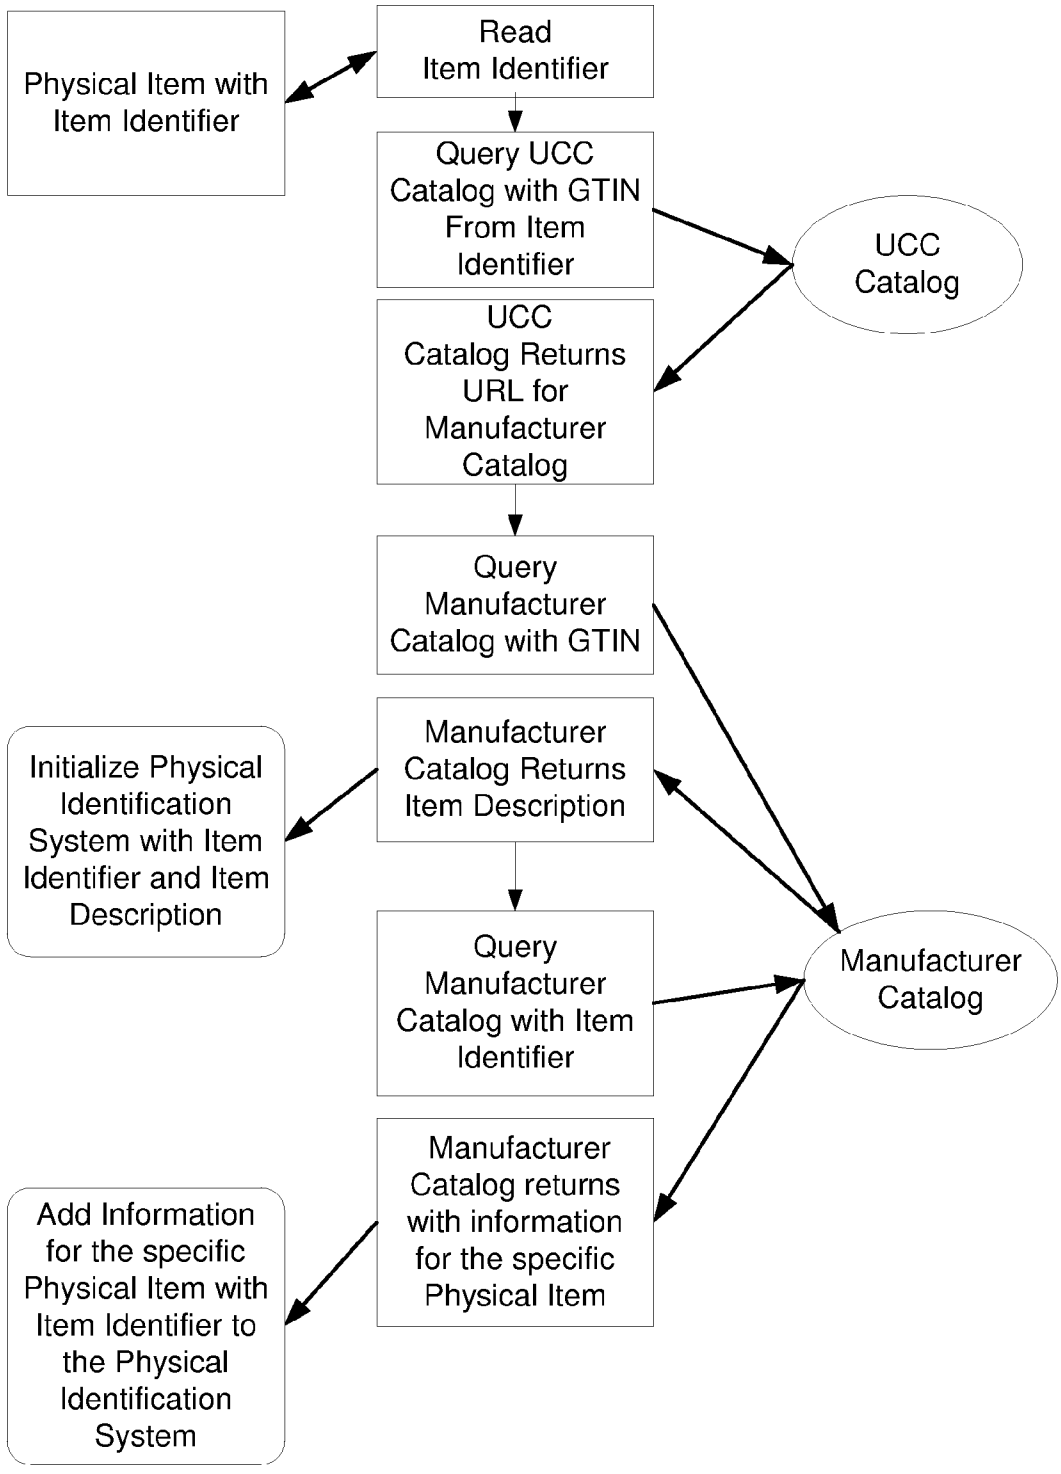 Physical Item with
Item Identifier
Read
Item Identifier
Query UCC
Catalog with GTIN
From Item
Identifier
UCC
Catalog
UCC
Catalog Returns
URL for
Manufacturer
Catalog
Query
Manufacturer
Catalog with GTIN
Manufacturer
Catalog Returns
Item Description
Initialize Physical
Identification
System with Item
Identifier and Item
Description
Query
Manufacturer
Catalog with Item
Identifier
Manufacturer
Catalog
Manufacturer
Catalog returns
with information
for the specific
Physical Item
Add Information
for the specific
Physical Item with
Item Identifier to
the Physical
Identification
System